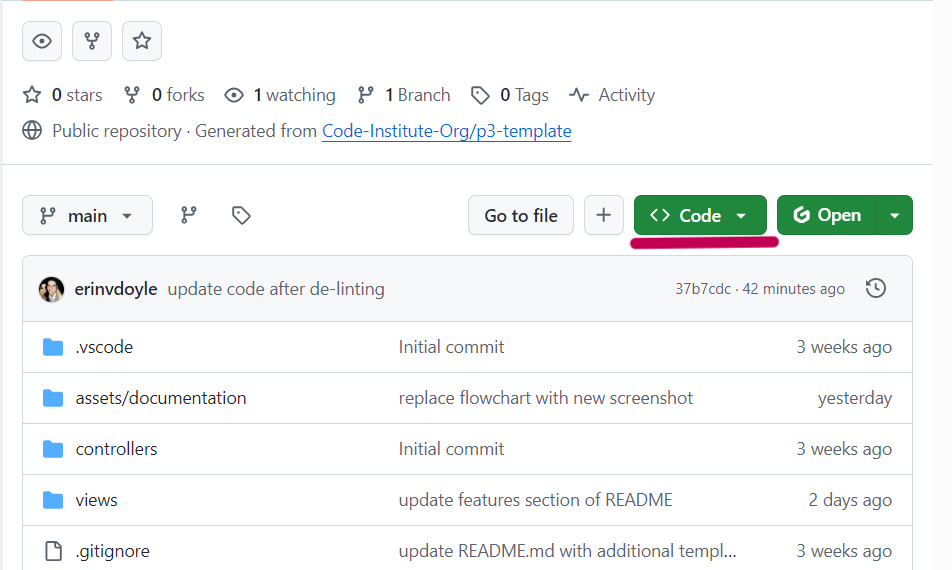 0 stars 0 forks 1 watching 1 Branch 0 Tags Activity
Public repository · Generated from Code-Institute-Org/p3-template
main Go to file Code Open
erinvdoyle update code after de-linting 37b7cdc · 42 minutes ago
.vscode Initial commit 3 weeks ago
assets/documentation replace flowchart with new screenshot yesterday
controllers Initial commit 3 weeks ago
views update features section of README 2 days ago
.gitignore update README.md with additional templ... 3 weeks ago